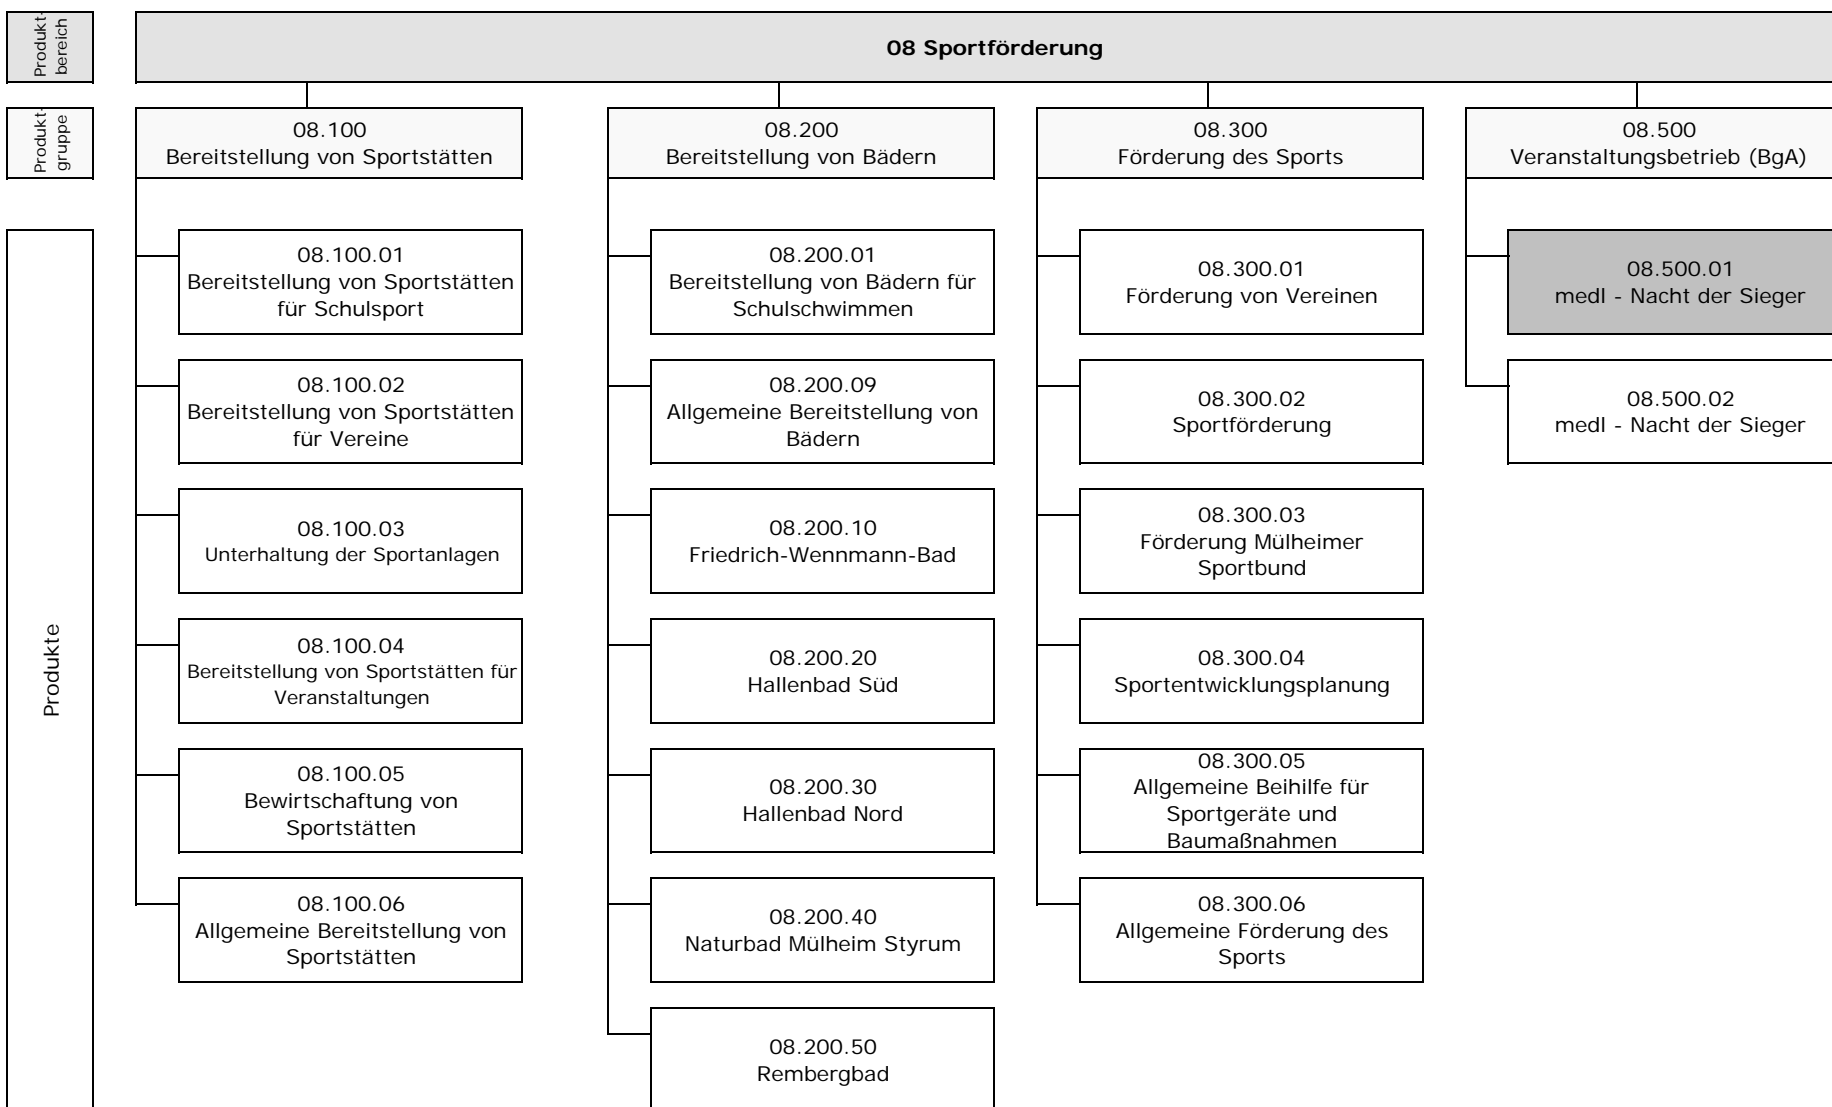 Produkt-
bereich
08 Sportförderung
Produkt-
gruppe
08.100
Bereitstellung von Sportstätten
08.200
Bereitstellung von Bädern
08.300
Förderung des Sports
08.500
Veranstaltungsbetrieb (BgA)
Produkte
08.100.01
Bereitstellung von Sportstätten
für Schulsport
08.100.02
Bereitstellung von Sportstätten
für Vereine
08.100.03
Unterhaltung der Sportanlagen
08.100.04
Bereitstellung von Sportstätten für
Veranstaltungen
08.100.05
Bewirtschaftung von
Sportstätten
08.100.06
Allgemeine Bereitstellung von
Sportstätten
08.200.01
Bereitstellung von Bädern für
Schulschwimmen
08.200.09
Allgemeine Bereitstellung von
Bädern
08.200.10
Friedrich-Wennmann-Bad
08.200.20
Hallenbad Süd
08.200.30
Hallenbad Nord
08.200.40
Naturbad Mülheim Styrum
08.200.50
Rembergbad
08.300.01
Förderung von Vereinen
08.300.02
Sportförderung
08.300.03
Förderung Mülheimer
Sportbund
08.300.04
Sportentwicklungsplanung
08.300.05
Allgemeine Beihilfe für
Sportgeräte und
Baumaßnahmen
08.300.06
Allgemeine Förderung des
Sports
08.500.01
medl - Nacht der Sieger
08.500.02
medl - Nacht der Sieger